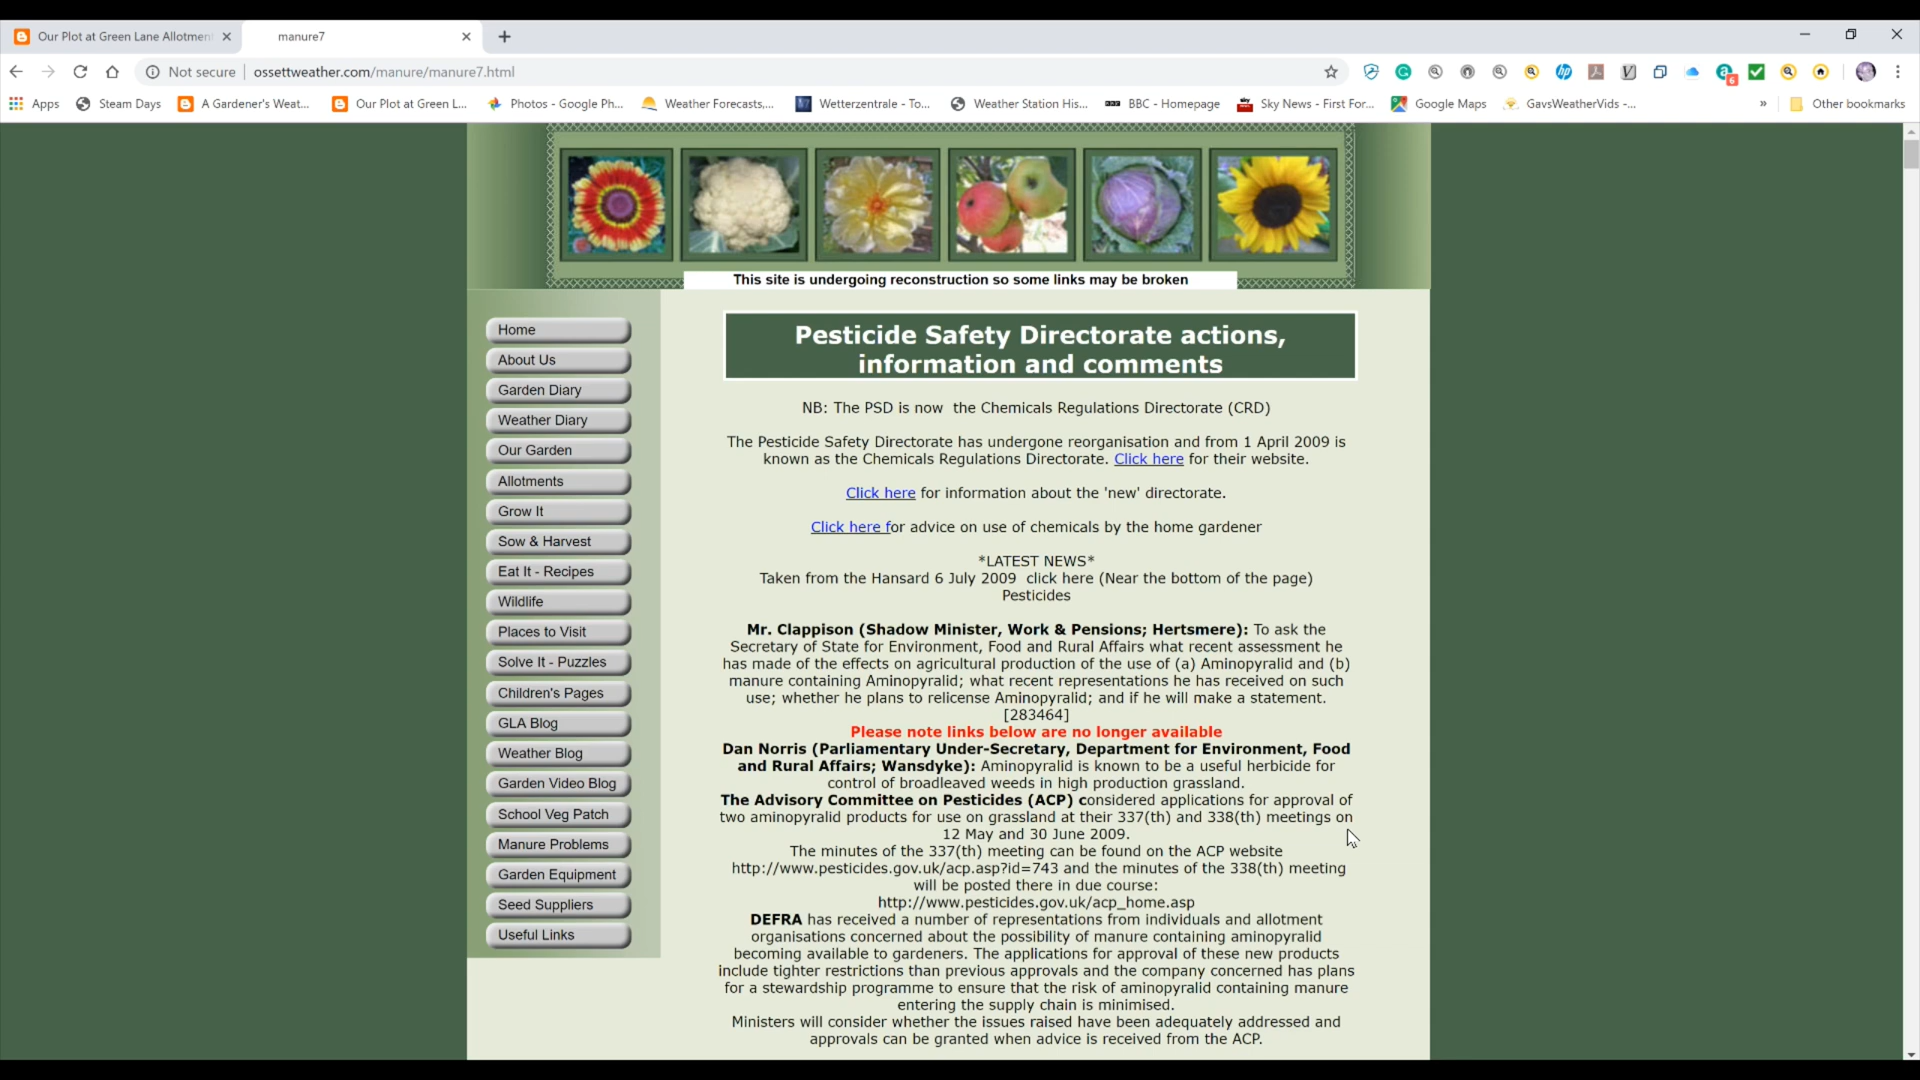 Our Plot at Green Lane Allotmen
manure7
Not secure
ossettweather.com/manure/manure7.html
6
Apps
Steam Days
A Gardener's Weat...
Our Plot at Green L...
Photos - Google Ph...
Weather Forecasts,...
Wetterzentrale - To...
Weather Station His...
BBC - Homepage
Sky News - First For...
Google Maps
GavsWeatherVids -...
»
Other bookmarks
This site is undergoing reconstruction so some links may be broken
Home
About Us
Garden Diary
Weather Diary
Our Garden
Allotments
Grow It
Sow & Harvest
Eat It - Recipes
Wildlife
Places to Visit
Solve It - Puzzles
Children's Pages
GLA Blog
Weather Blog
Garden Video Blog
School Veg Patch
Manure Problems
Garden Equipment
Seed Suppliers
Useful Links
Pesticide Safety Directorate actions,
information and comments
NB: The PSD is now the Chemicals Regulations Directorate (CRD)
The Pesticide Safety Directorate has undergone reorganisation and from 1 April 2009 is
known as the Chemicals Regulations Directorate. Click here for their website.
Click here for information about the 'new' directorate.
Click here for advice on use of chemicals by the home gardener
*LATEST NEWS*
Taken from the Hansard 6 July 2009 click here (Near the bottom of the page)
Pesticides
Mr. Clappison (Shadow Minister, Work & Pensions; Hertsmere): To ask the
Secretary of State for Environment, Food and Rural Affairs what recent assessment he
has made of the effects on agricultural production of the use of (a) Aminopyralid and (b)
manure containing Aminopyralid; what recent representations he has received on such
use; whether he plans to relicense Aminopyralid; and if he will make a statement.
[283464]
Please note links below are no longer available
Dan Norris (Parliamentary Under-Secretary, Department for Environment, Food
and Rural Affairs; Wansdyke): Aminopyralid is known to be a useful herbicide for
control of broadleaved weeds in high production grassland.
The Advisory Committee on Pesticides (ACP) considered applications for approval of
two aminopyralid products for use on grassland at their 337(th) and 338(th) meetings on
12 May and 30 June 2009.
The minutes of the 337(th) meeting can be found on the ACP website
http://www.pesticides.gov.uk/acp.asp?id=743 and the minutes of the 338(th) meeting
will be posted there in due course:
http://www.pesticides.gov.uk/acp_home.asp
DEFRA has received a number of representations from individuals and allotment
organisations concerned about the possibility of manure containing aminopyralid
becoming available to gardeners. The applications for approval of these new products
include tighter restrictions than previous approvals and the company concerned has plans
for a stewardship programme to ensure that the risk of aminopyralid containing manure
entering the supply chain is minimised.
Ministers will consider whether the issues raised have been adequately addressed and
approvals can be granted when advice is received from the ACP.